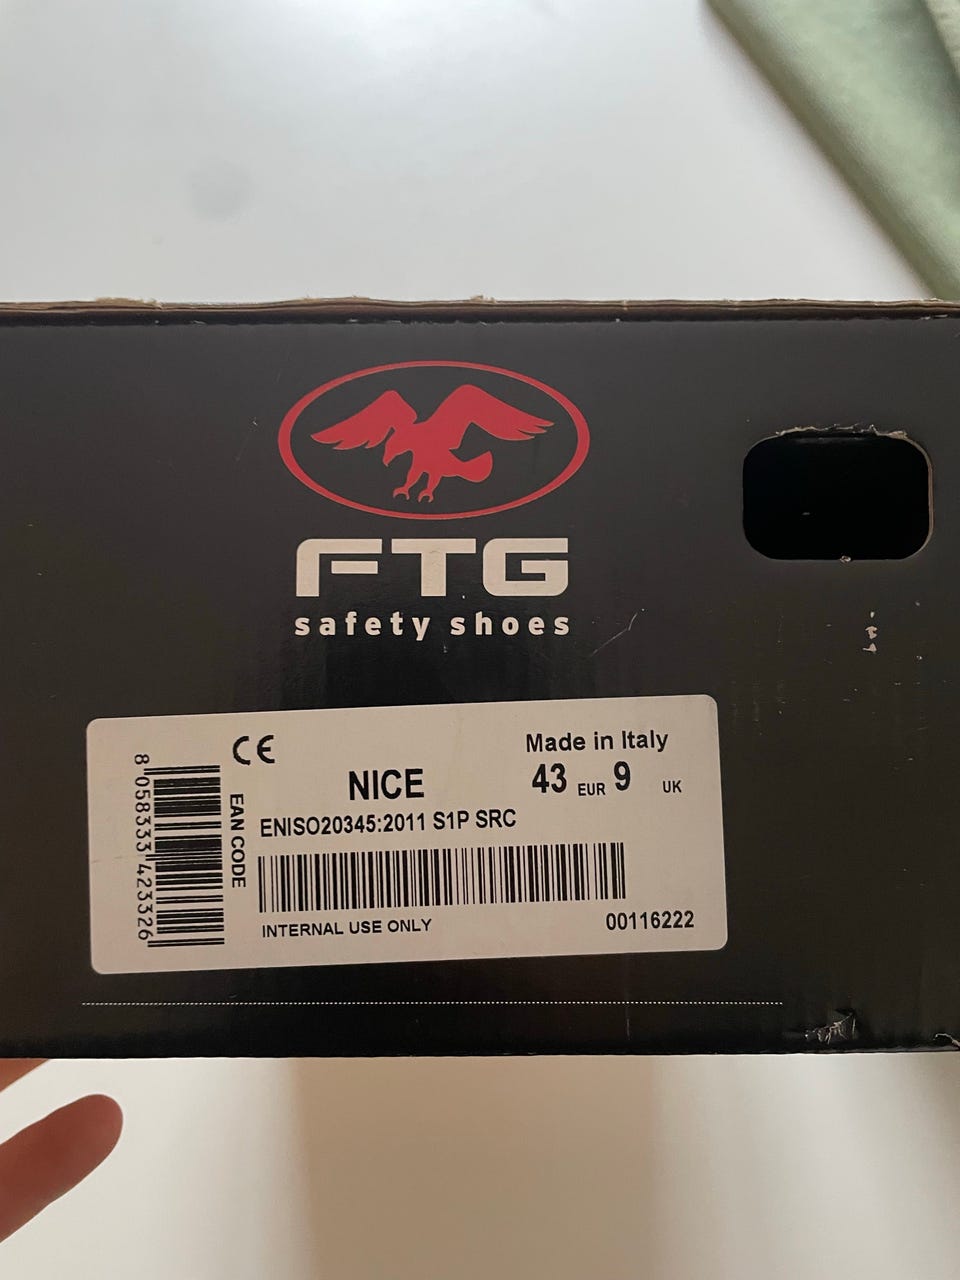 FTG
safety shoes
CE
Made in Italy
NICE
43 EUR 9 UK
ENISO20345:2011 S1P SRC
EAN CODE
8 058333 423326
INTERNAL USE ONLY
00116222